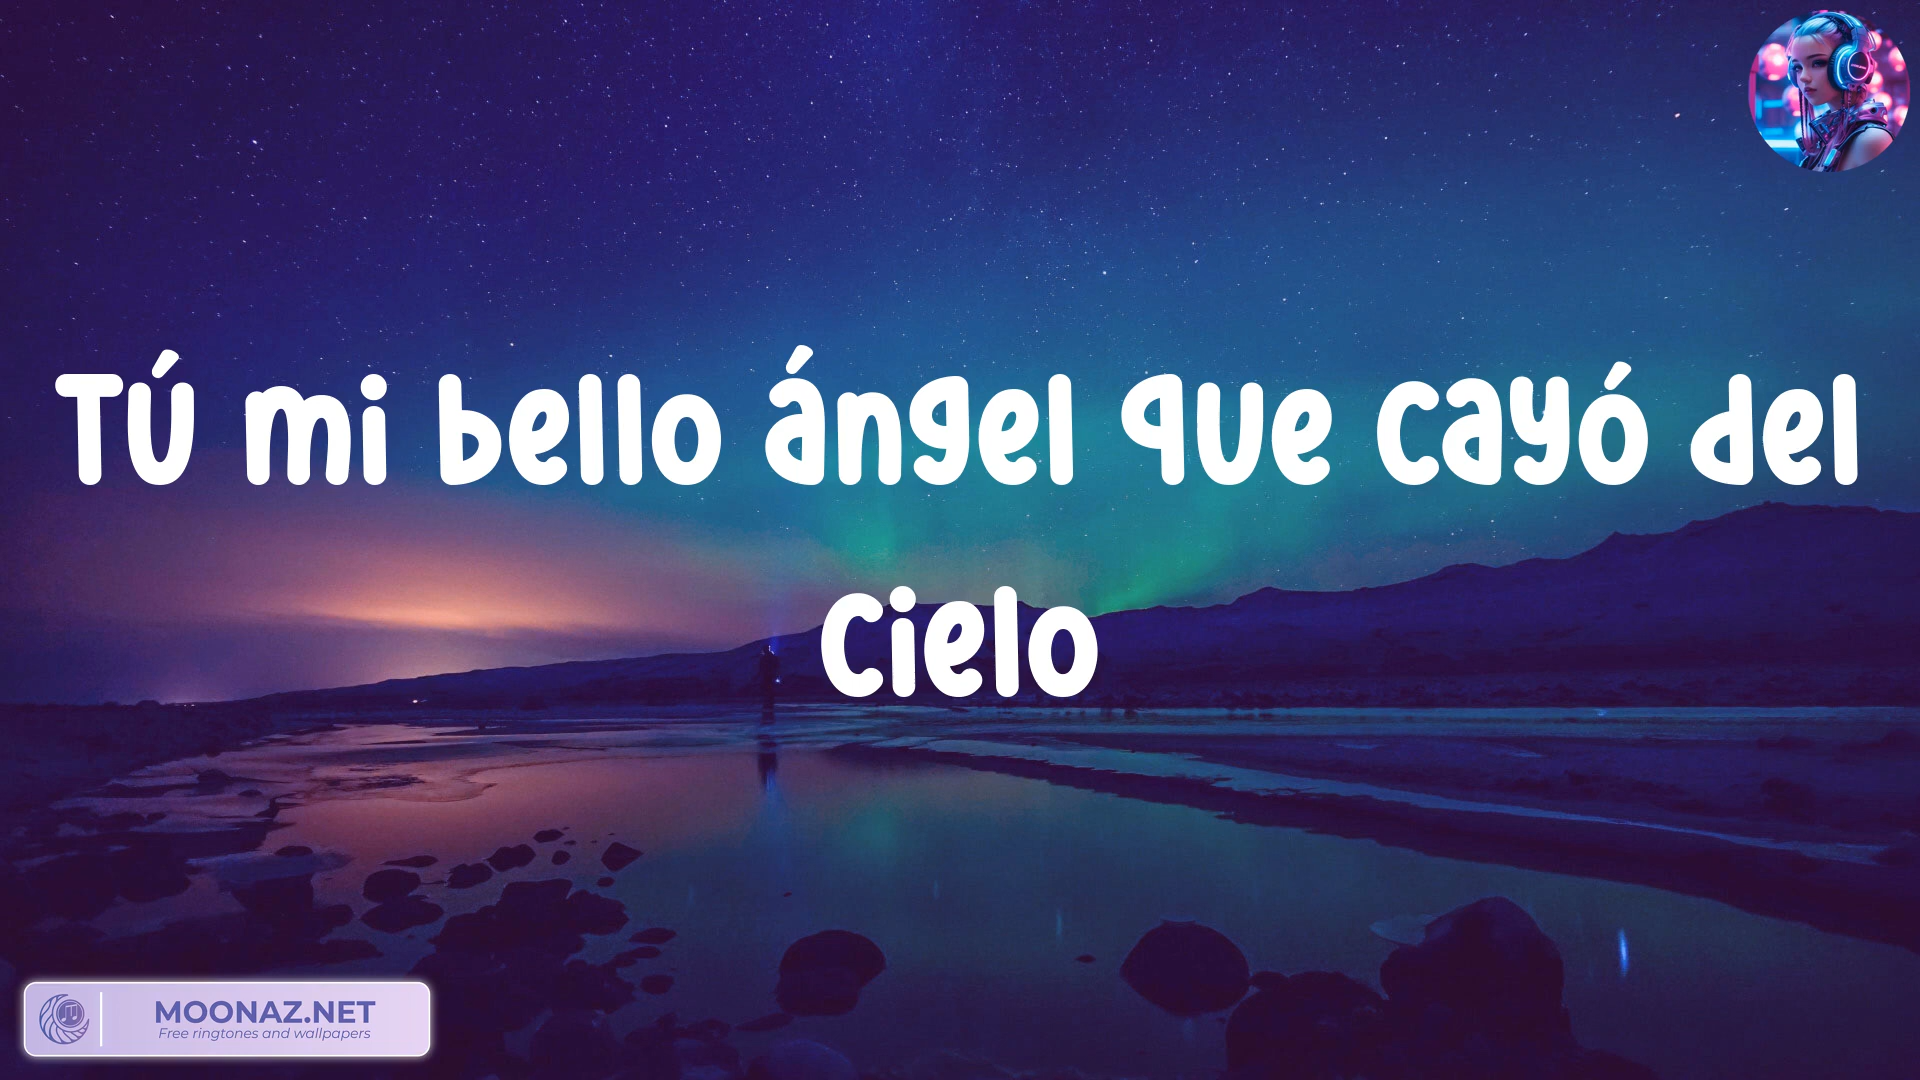 Tú mi bello ángel que cayó del
cielo
MOONAZ.NET
Free ringtones and wallpapers